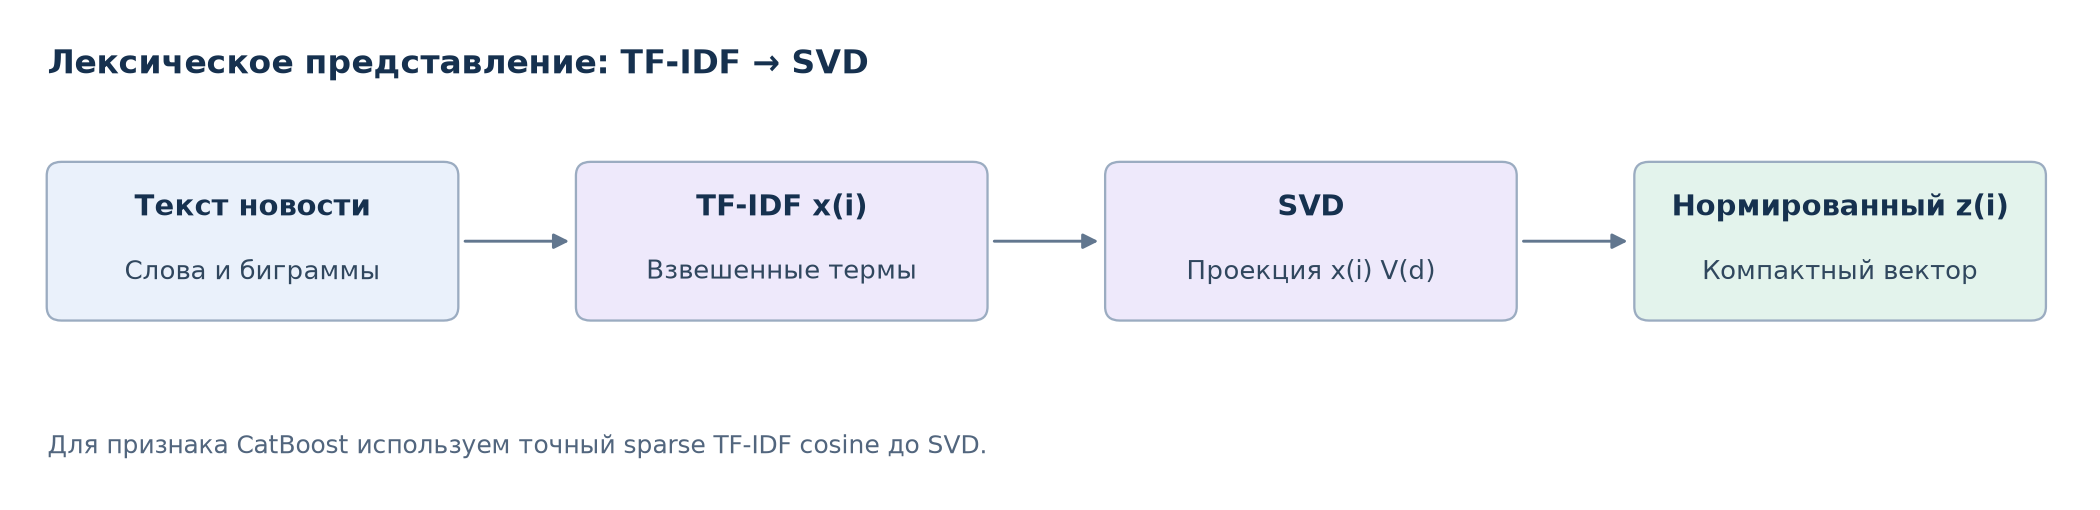 Лексическое представление: TF-IDF → SVD
Текст новости
Слова и биграммы
TF-IDF x(i)
Взвешенные термы
SVD
Проекция x(i) V(d)
Нормированный z(i)
Компактный вектор
Для признака CatBoost используем точный sparse TF-IDF cosine до SVD.